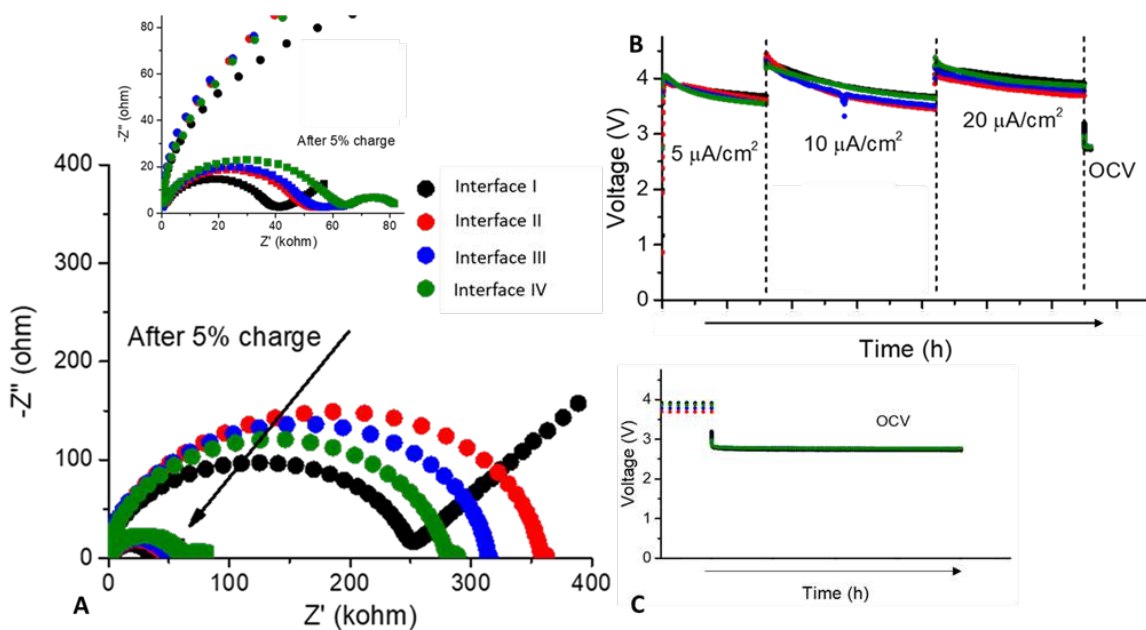 80
60
40
20
0
-Z'' (ohm)
After 5% charge
0 20 40 60 80
Z' (kohm)
400
300
200
150
100
0
-Z'' (ohm)
Interface I
Interface II
Interface III
Interface IV
After 5% charge
0 100 200 300 400
A
Z' (kohm)
B
4
3
2
1
0
Voltage (V)
5 µA/cm²
10 µA/cm²
20 µA/cm²
OCV
Time (h)
4
3
2
1
0
Voltage (V)
OCV
Time (h)
C